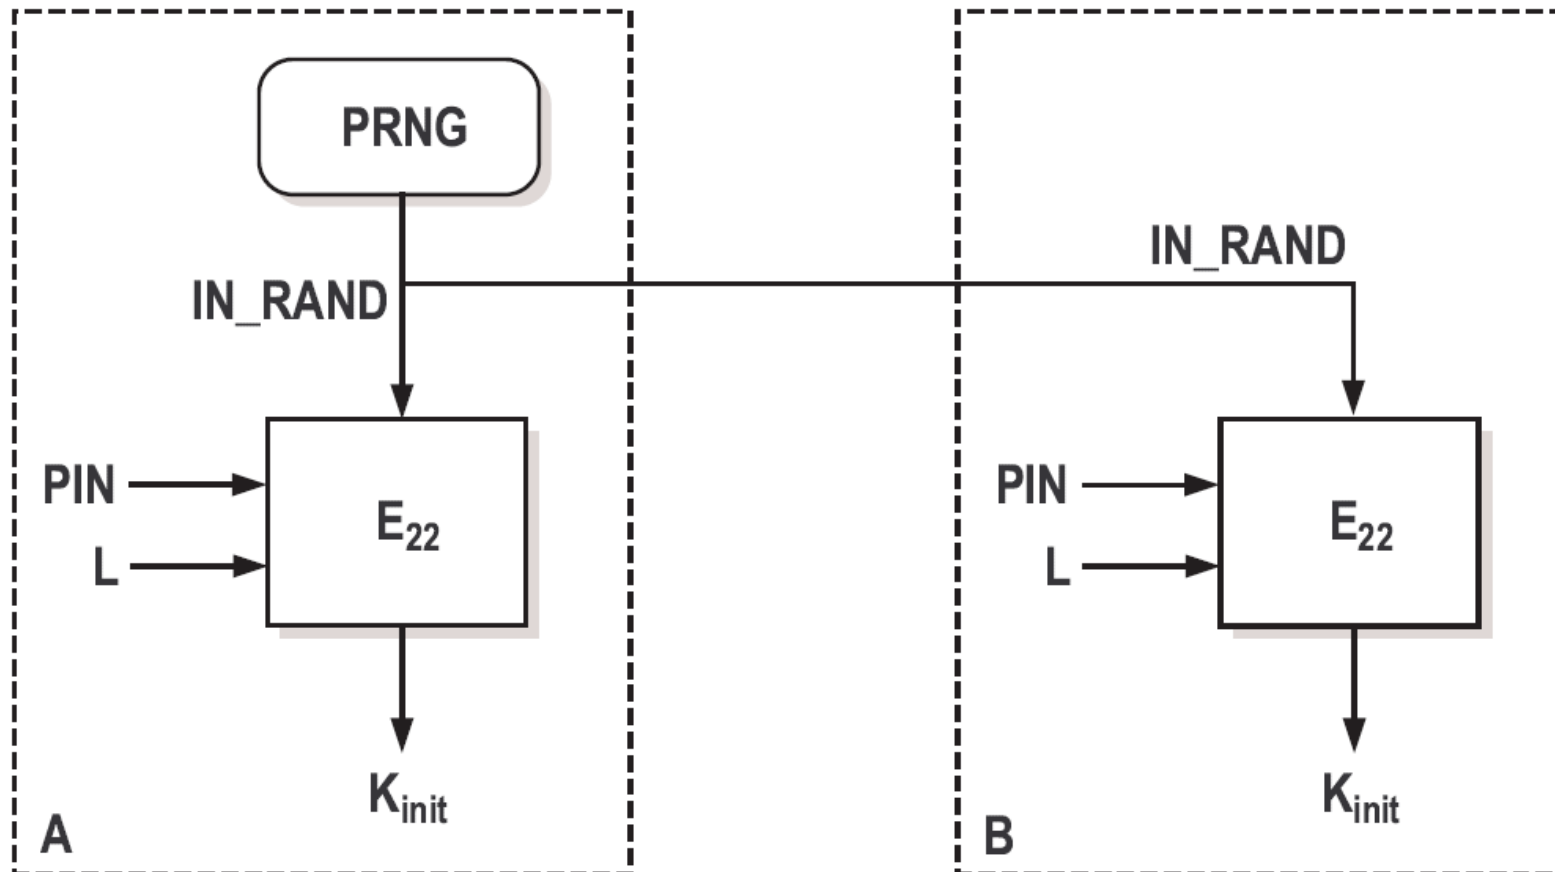 PRNG
IN_RAND
IN_RAND
PIN
L
E22
Kinit
A
PIN
L
E22
Kinit
B